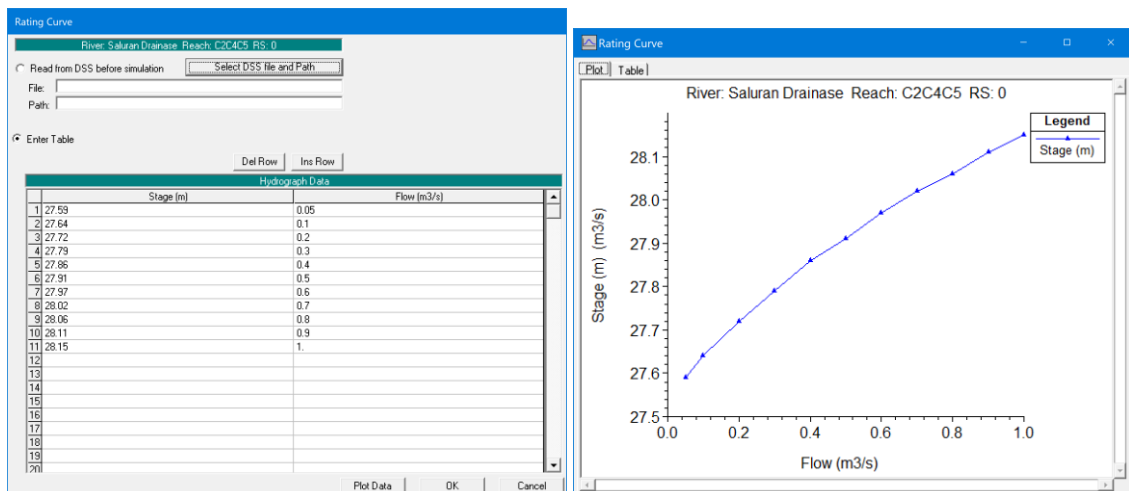 Rating Curve
River: Saluran Drainase Reach: C2C4C5 RS: 0
Read from DSS before simulation Select DSS file and Path
File:
Path:
Enter Table
Del Row Ins Row
Hydrograph Data
Stage (m) Flow (m3/s)
1 27.59 0.05
2 27.64 0.1
3 27.72 0.2
4 27.79 0.3
5 27.86 0.4
6 27.91 0.5
7 27.97 0.6
8 28.02 0.7
9 28.06 0.8
10 28.11 0.9
11 28.15 1.
12
13
14
15
16
17
18
19
20
Plot Data OK Cancel
Rating Curve
Plot Table
River: Saluran Drainase Reach: C2C4C5 RS: 0
Legend
Stage (m)
28.1
28.0
27.9
27.8
27.7
27.6
27.5
Stage (m) (m3/s)
0.0 0.2 0.4 0.6 0.8 1.0
Flow (m3/s)